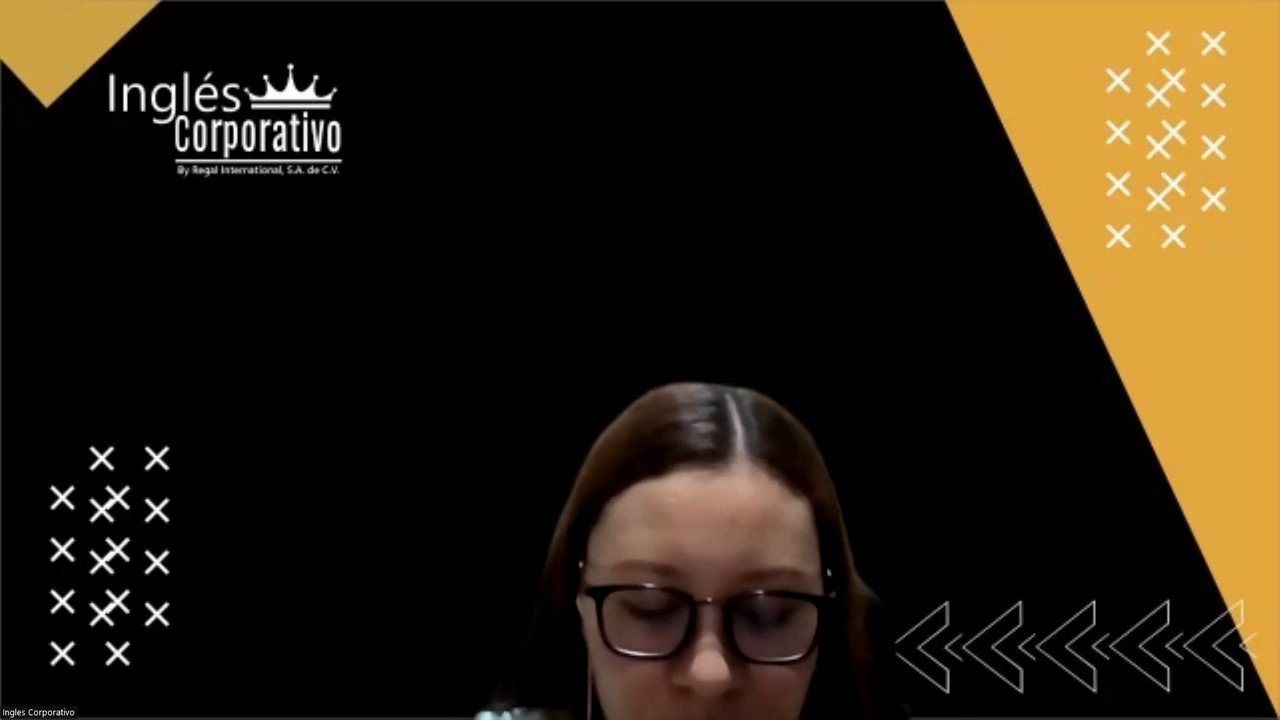 Inglés
Corporativo
By Regal International, S.A. de C.V.
Ingles Corporativo